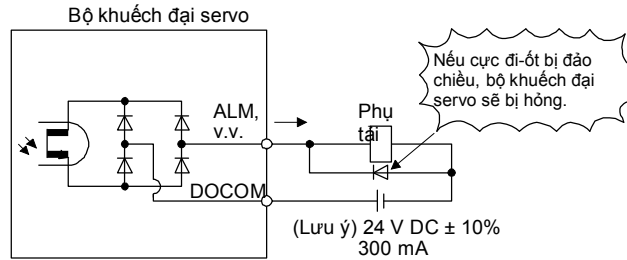 Bộ khuếch đại servo
Nếu cực đi-ốt bị đảo
chiều, bộ khuếch đại
servo sẽ bị hỏng.
ALM,
v.v.
Phụ
tải
DOCOM
(Lưu ý) 24 V DC ± 10%
300 mA